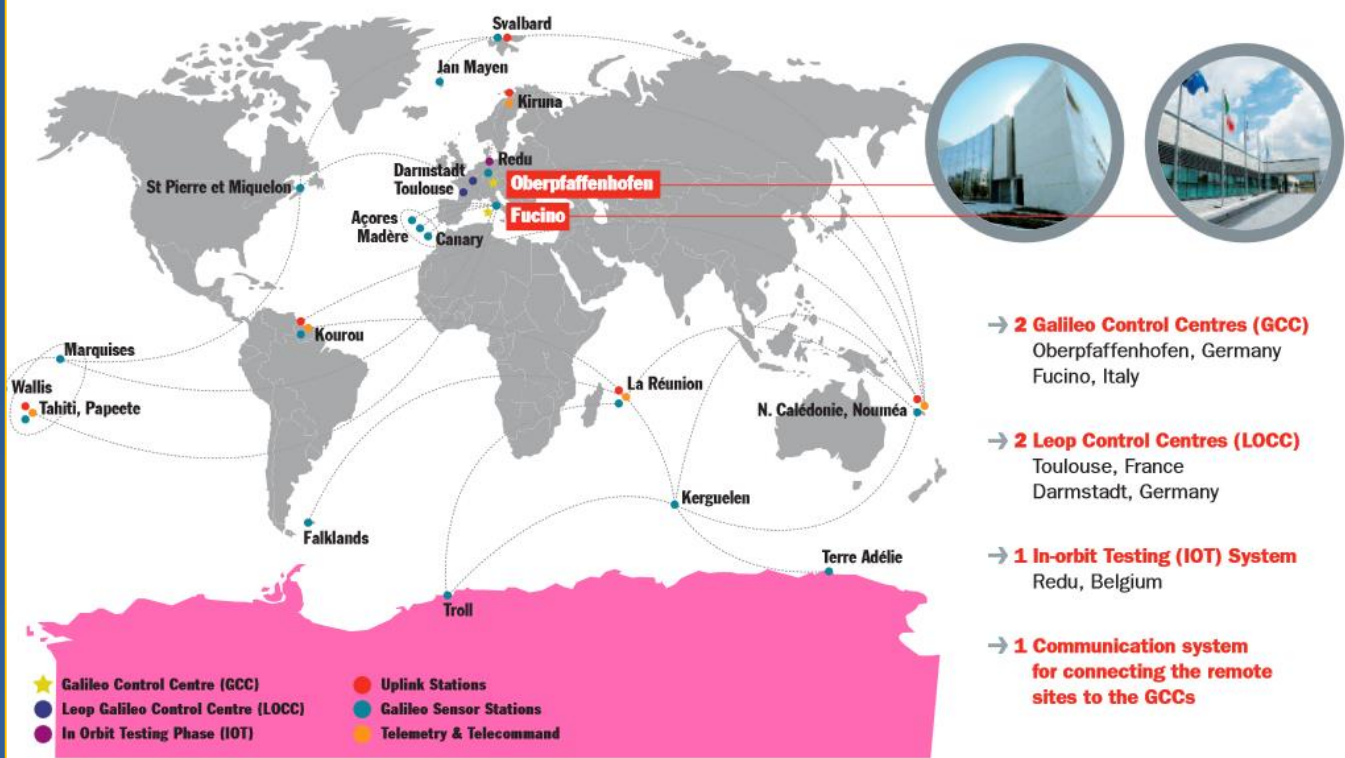 Svalbard
Jan Mayen
Kiruna
Redu
Darmstadt
Toulouse
Oberpfaffenhofen
St Pierre et Miquelon
Fucino
Açores
Madère
Canary
Kourou
Marquises
Wallis
Tahiti, Papeete
La Réunion
N. Calédonie, Nouméa
Kerguelen
Falklands
Terre Adélie
Troll
Galileo Control Centre (GCC)
Leop Galileo Control Centre (LOCC)
In Orbit Testing Phase (IOT)
Uplink Stations
Galileo Sensor Stations
Telemetry & Telecommand
2 Galileo Control Centres (GCC)
Oberpfaffenhofen, Germany
Fucino, Italy
2 Leop Control Centres (LOCC)
Toulouse, France
Darmstadt, Germany
1 In-orbit Testing (IOT) System
Redu, Belgium
1 Communication system
for connecting the remote
sites to the GCCs